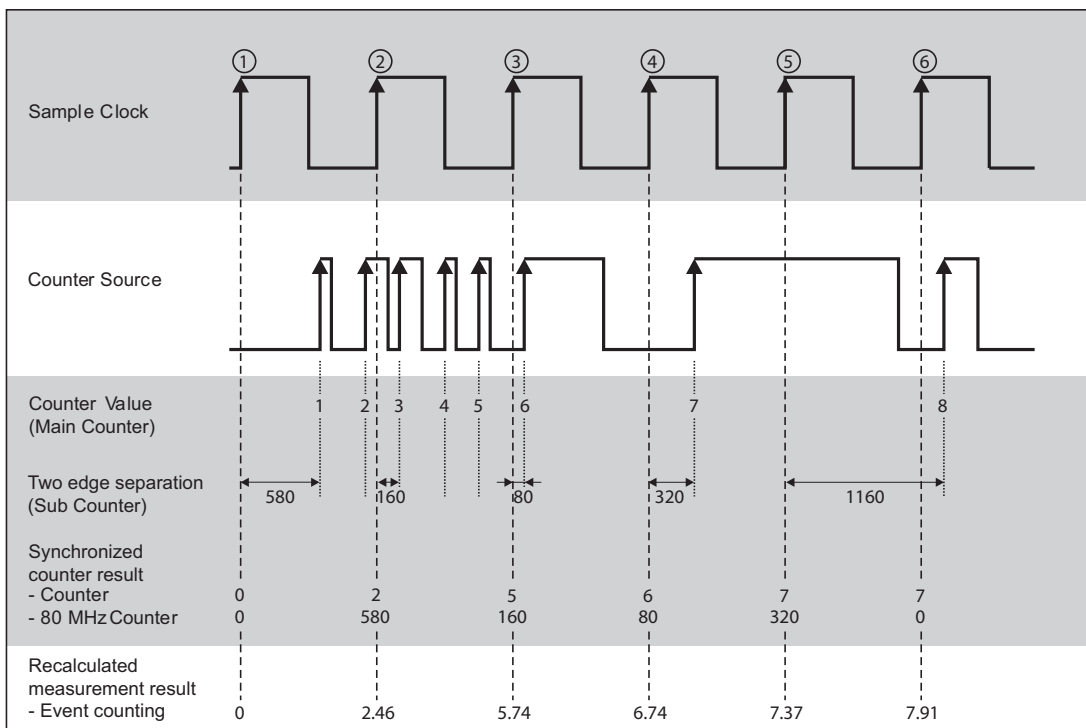 ① ② ③ ④ ⑤ ⑥
Sample Clock
Counter Source
Counter Value
(Main Counter)
1 2 3 4 5 6 7 8
Two edge separation
(Sub Counter)
580 160 80 320 1160
Synchronized
counter result
- Counter 0 2 5 6 7 7
- 80 MHz Counter 0 580 160 80 320 0
Recalculated
measurement result
- Event counting 0 2.46 5.74 6.74 7.37 7.91